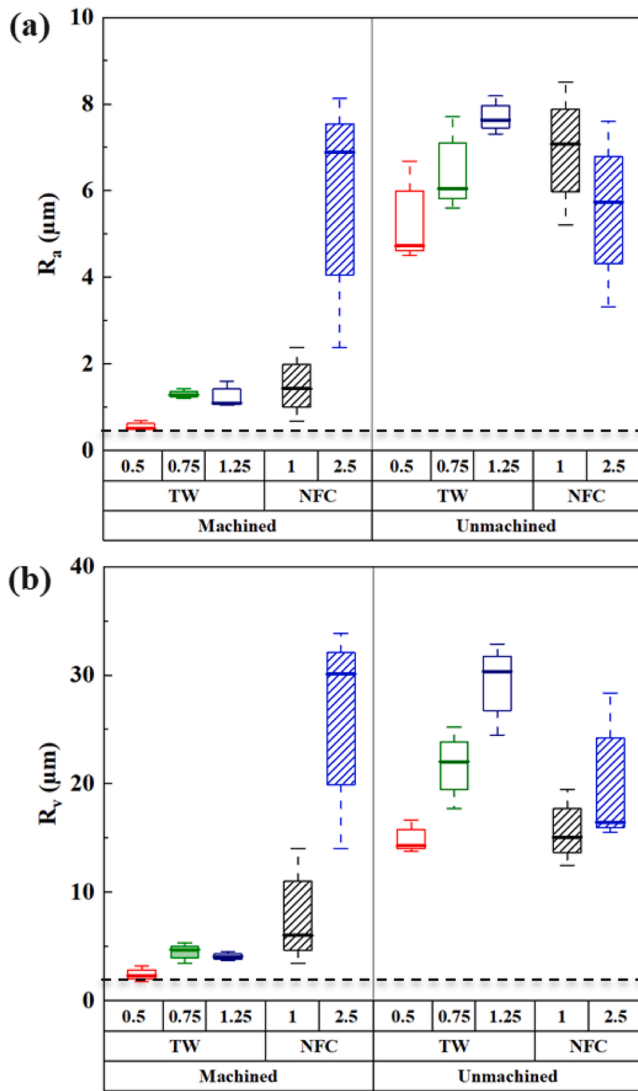 (a)
10
8
6
4
2
0
Ra (μm)
0.5 0.75 1.25 1 2.5 0.5 0.75 1.25 1 2.5
TW NFC TW NFC
Machined Unmachined
(b)
40
30
20
10
0
Rv (μm)
0.5 0.75 1.25 1 2.5 0.5 0.75 1.25 1 2.5
TW NFC TW NFC
Machined Unmachined